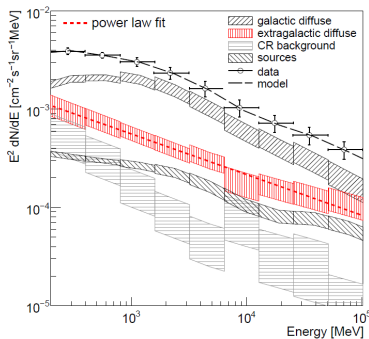 10⁻²
power law fit
galactic diffuse
extragalactic diffuse
CR background
sources
data
model
E² dN/dE [cm⁻²s⁻¹sr⁻¹MeV]
10⁻³
10⁻⁴
10⁻⁵
10³ 10⁴ 10⁵
Energy [MeV]